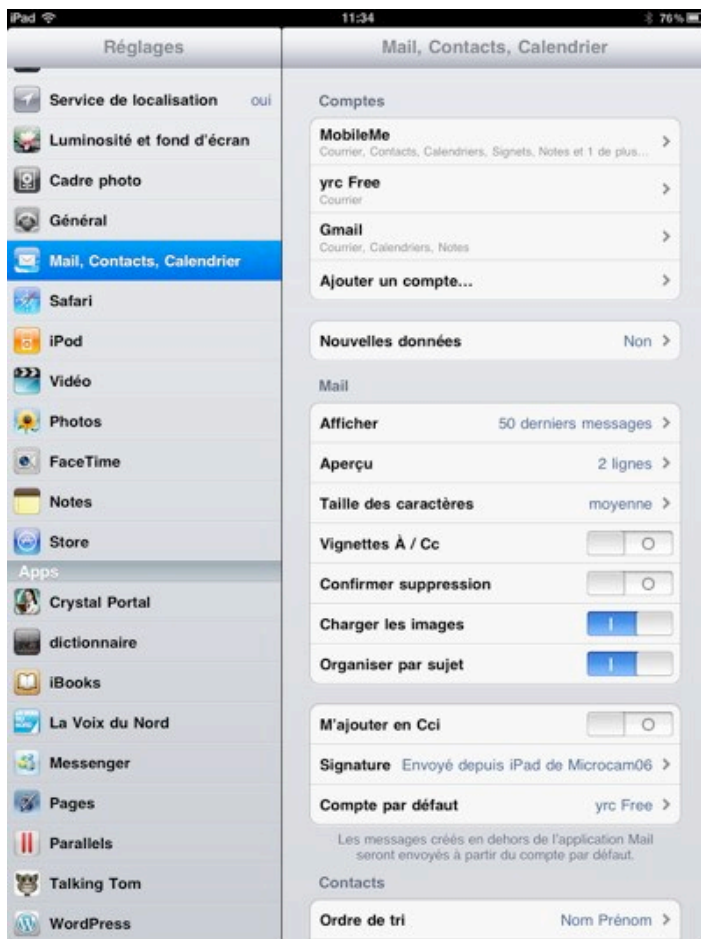 iPad 11:34 76 %
Réglages
Service de localisation oui
Luminosité et fond d'écran
Cadre photo
Général
Mail, Contacts, Calendrier
Safari
iPod
Vidéo
Photos
FaceTime
Notes
Store
Apps
Crystal Portal
dictionnaire
iBooks
La Voix du Nord
Messenger
Pages
Parallels
Talking Tom
WordPress
Mail, Contacts, Calendrier
Comptes
MobileMe
Courrier, Contacts, Calendriers, Signets, Notes et 1 de plus...
yrc Free
Courrier
Gmail
Courrier, Calendriers, Notes
Ajouter un compte...
Nouvelles données Non
Mail
Afficher 50 derniers messages
Aperçu 2 lignes
Taille des caractères moyenne
Vignettes À / Cc
Confirmer suppression
Charger les images
Organiser par sujet
M'ajouter en Cci
Signature Envoyé depuis iPad de Microcam06
Compte par défaut yrc Free
Les messages créés en dehors de l'application Mail
seront envoyés à partir du compte par défaut.
Contacts
Ordre de tri Nom Prénom